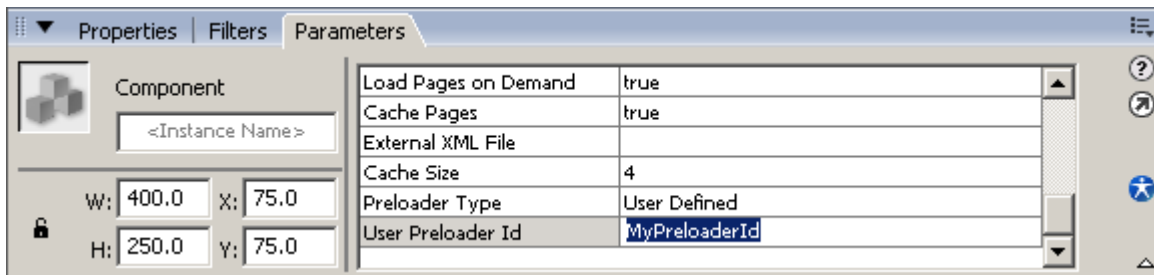 Properties Filters Parameters
Component
<Instance Name>
W: 400.0 X: 75.0
H: 250.0 Y: 75.0
Load Pages on Demand true
Cache Pages true
External XML File
Cache Size 4
Preloader Type User Defined
User Preloader Id MyPreloaderId